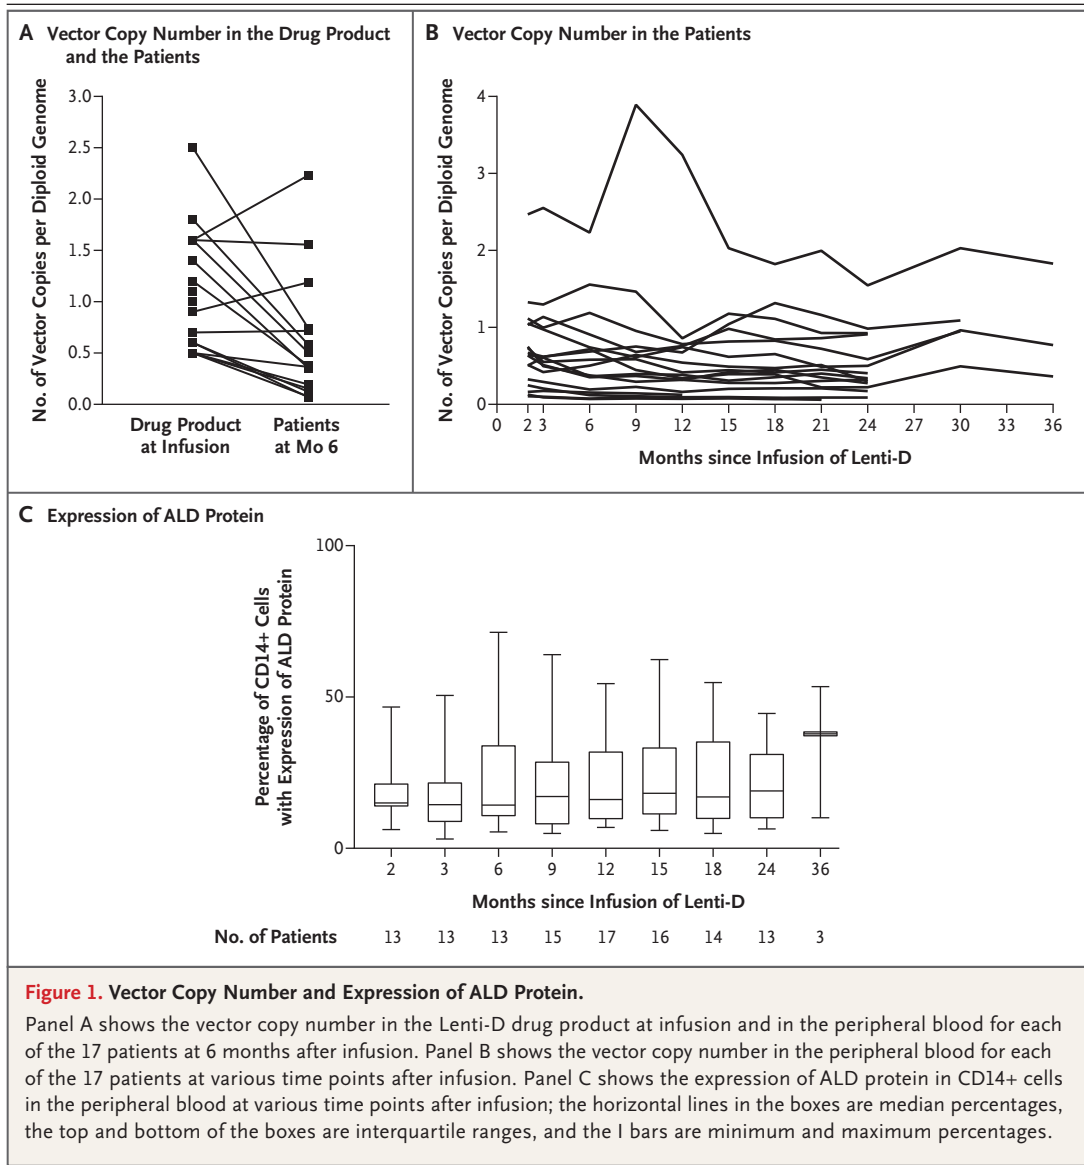 A Vector Copy Number in the Drug Product
and the Patients
No. of Vector Copies per Diploid Genome
3.0
2.5
2.0
1.5
1.0
0.5
0.0
Drug Product
at Infusion
Patients
at Mo 6
B Vector Copy Number in the Patients
No. of Vector Copies per Diploid Genome
4
3
2
1
0
0 2 3 6 9 12 15 18 21 24 27 30 33 36
Months since Infusion of Lenti-D
C Expression of ALD Protein
Percentage of CD14+ Cells
with Expression of ALD Protein
100
50
0
2 3 6 9 12 15 18 24 36
Months since Infusion of Lenti-D
No. of Patients 13 13 13 15 17 16 14 13 3
Figure 1. Vector Copy Number and Expression of ALD Protein.
Panel A shows the vector copy number in the Lenti-D drug product at infusion and in the peripheral blood for each
of the 17 patients at 6 months after infusion. Panel B shows the vector copy number in the peripheral blood for each
of the 17 patients at various time points after infusion. Panel C shows the expression of ALD protein in CD14+ cells
in the peripheral blood at various time points after infusion; the horizontal lines in the boxes are median percentages,
the top and bottom of the boxes are interquartile ranges, and the I bars are minimum and maximum percentages.